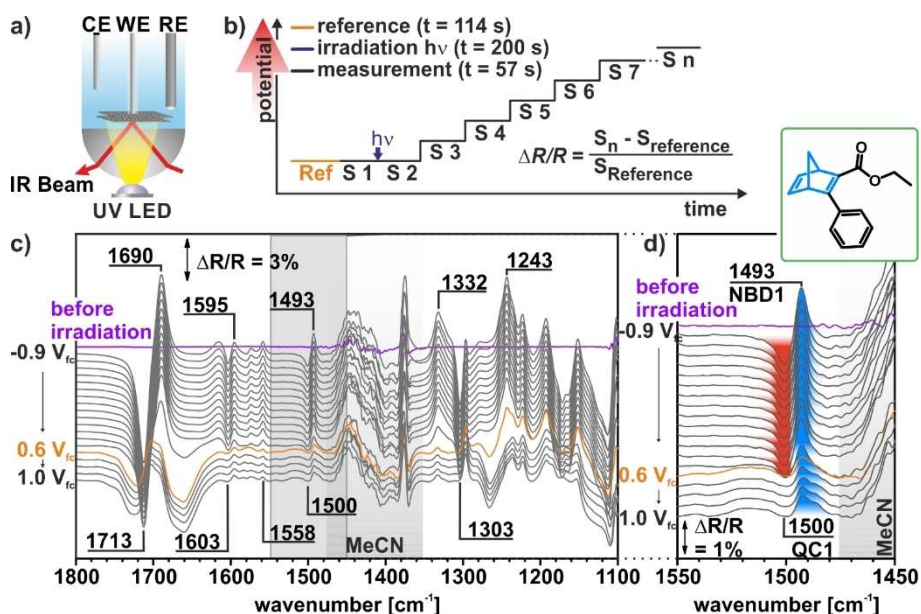 a)
CE WE RE
IR Beam
UV LED
b)
reference (t = 114 s)
irradiation hν (t = 200 s)
measurement (t = 57 s)
potential
hν
Ref
S 1
S 2
S 3
S 4
S 5
S 6
S 7
S n
ΔR/R = (Sn - Sreference) / SReference
time
O
O
c)
1690
ΔR/R = 3%
1595
1493
1332
1243
before
irradiation
-0.9 Vfc
0.6 Vfc
1.0 Vfc
1713
1603
1558
1500
MeCN
1303
1800 1700 1600 1500 1400 1300 1200 1100
wavenumber [cm-1]
d)
1493
NBD1
before
irradiation
-0.9 Vfc
0.6 Vfc
1.0 Vfc
ΔR/R
= 1%
1500
QC1
MeCN
1550 1500 1450
wavenumber [cm-1]